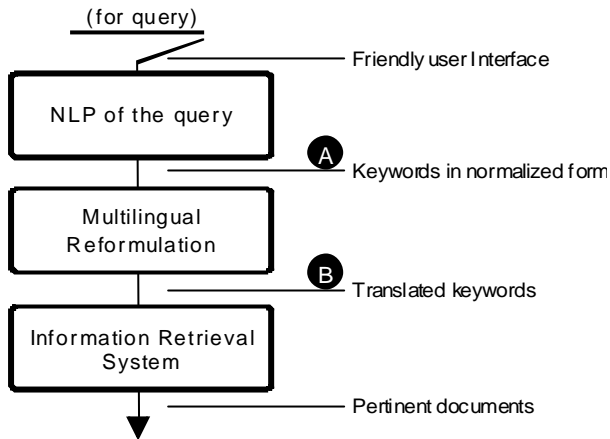 (for query)
Friendly user Interface
NLP of the query
A
Keywords in normalized form
Multilingual
Reformulation
B
Translated keywords
Information Retrieval
System
Pertinent documents